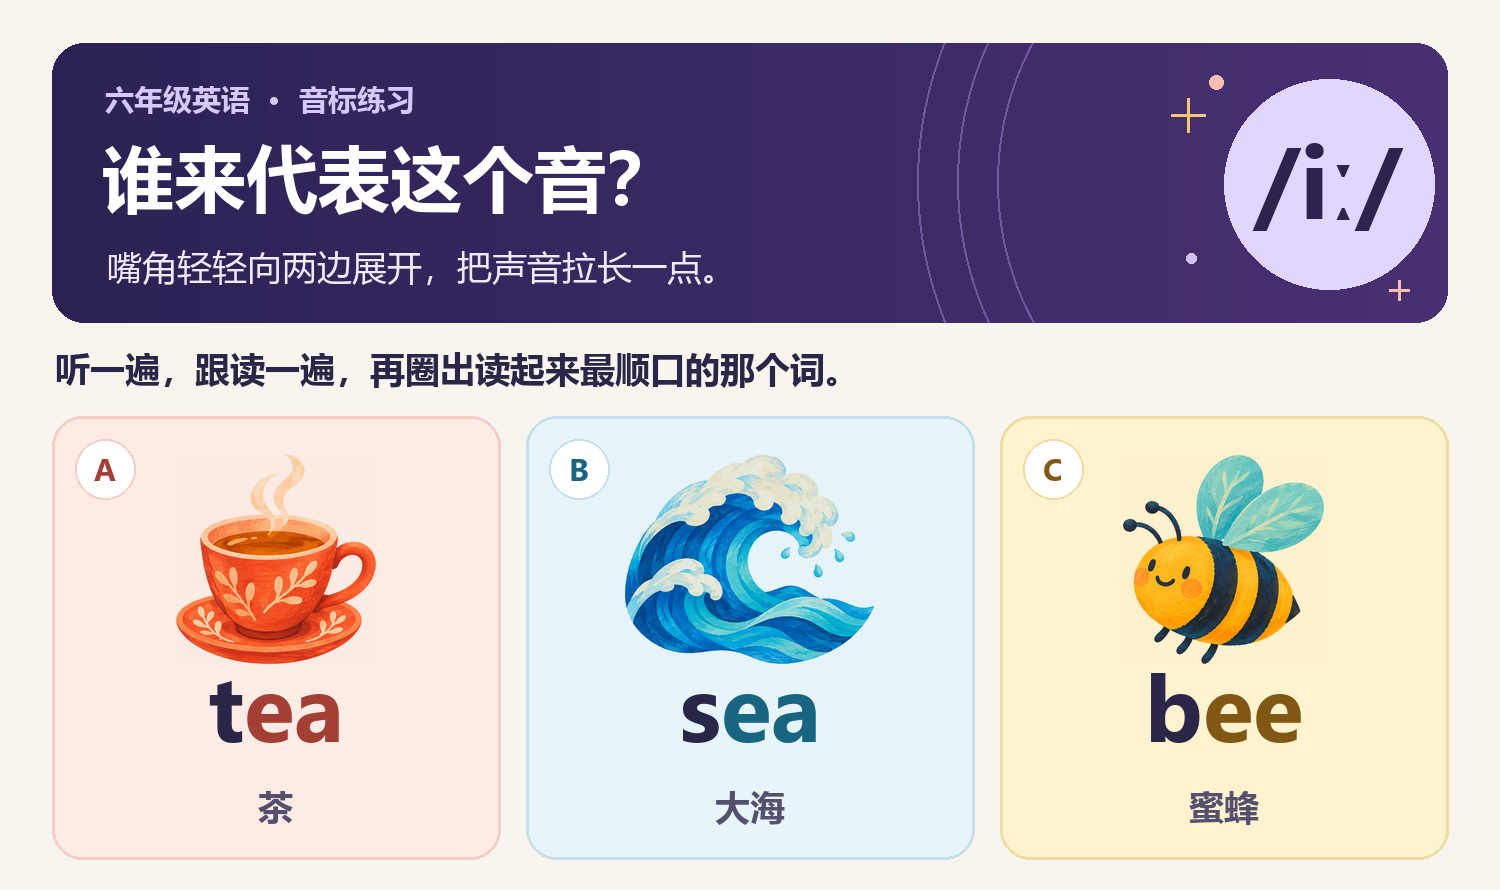 六年级英语 • 音标练习
谁来代表这个音？
嘴角轻轻向两边展开，把声音拉长一点。
/iː/
听一遍，跟读一遍，再圈出读起来最顺口的那个词。
A
tea
茶
B
sea
大海
C
bee
蜜蜂